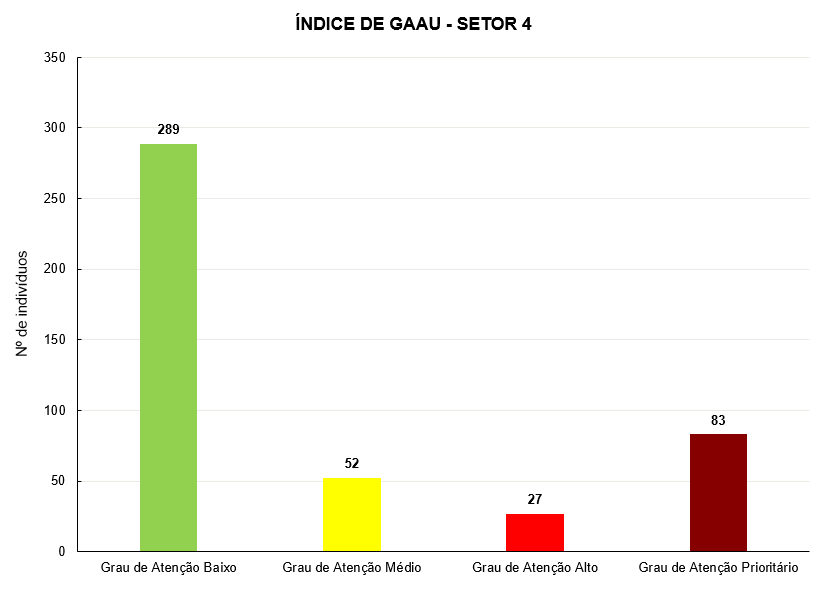 ÍNDICE DE GAAU - SETOR 4
350
300
250
200
150
100
50
0
Nº de indivíduos
289
52
27
83
Grau de Atenção Baixo
Grau de Atenção Médio
Grau de Atenção Alto
Grau de Atenção Prioritário